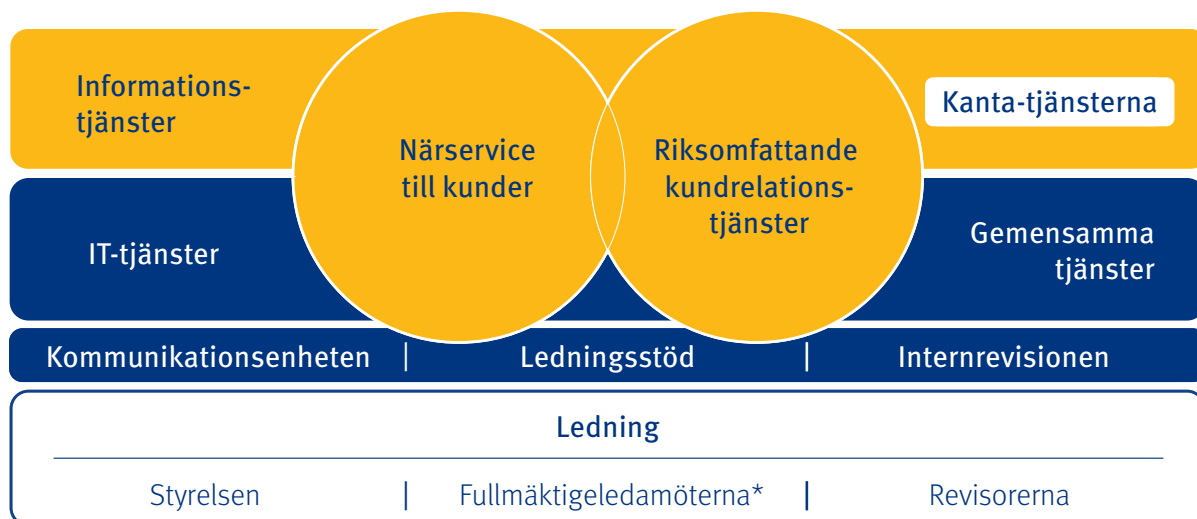 Informations-
tjänster
Närservice
till kunder
Riksomfattande
kundrelations-
tjänster
Kanta-tjänsterna
IT-tjänster
Gemensamma
tjänster
Kommunikationsenheten | Ledningsstöd | Internrevisionen
Ledning
Styrelsen | Fullmäktigeledamöterna* | Revisorerna